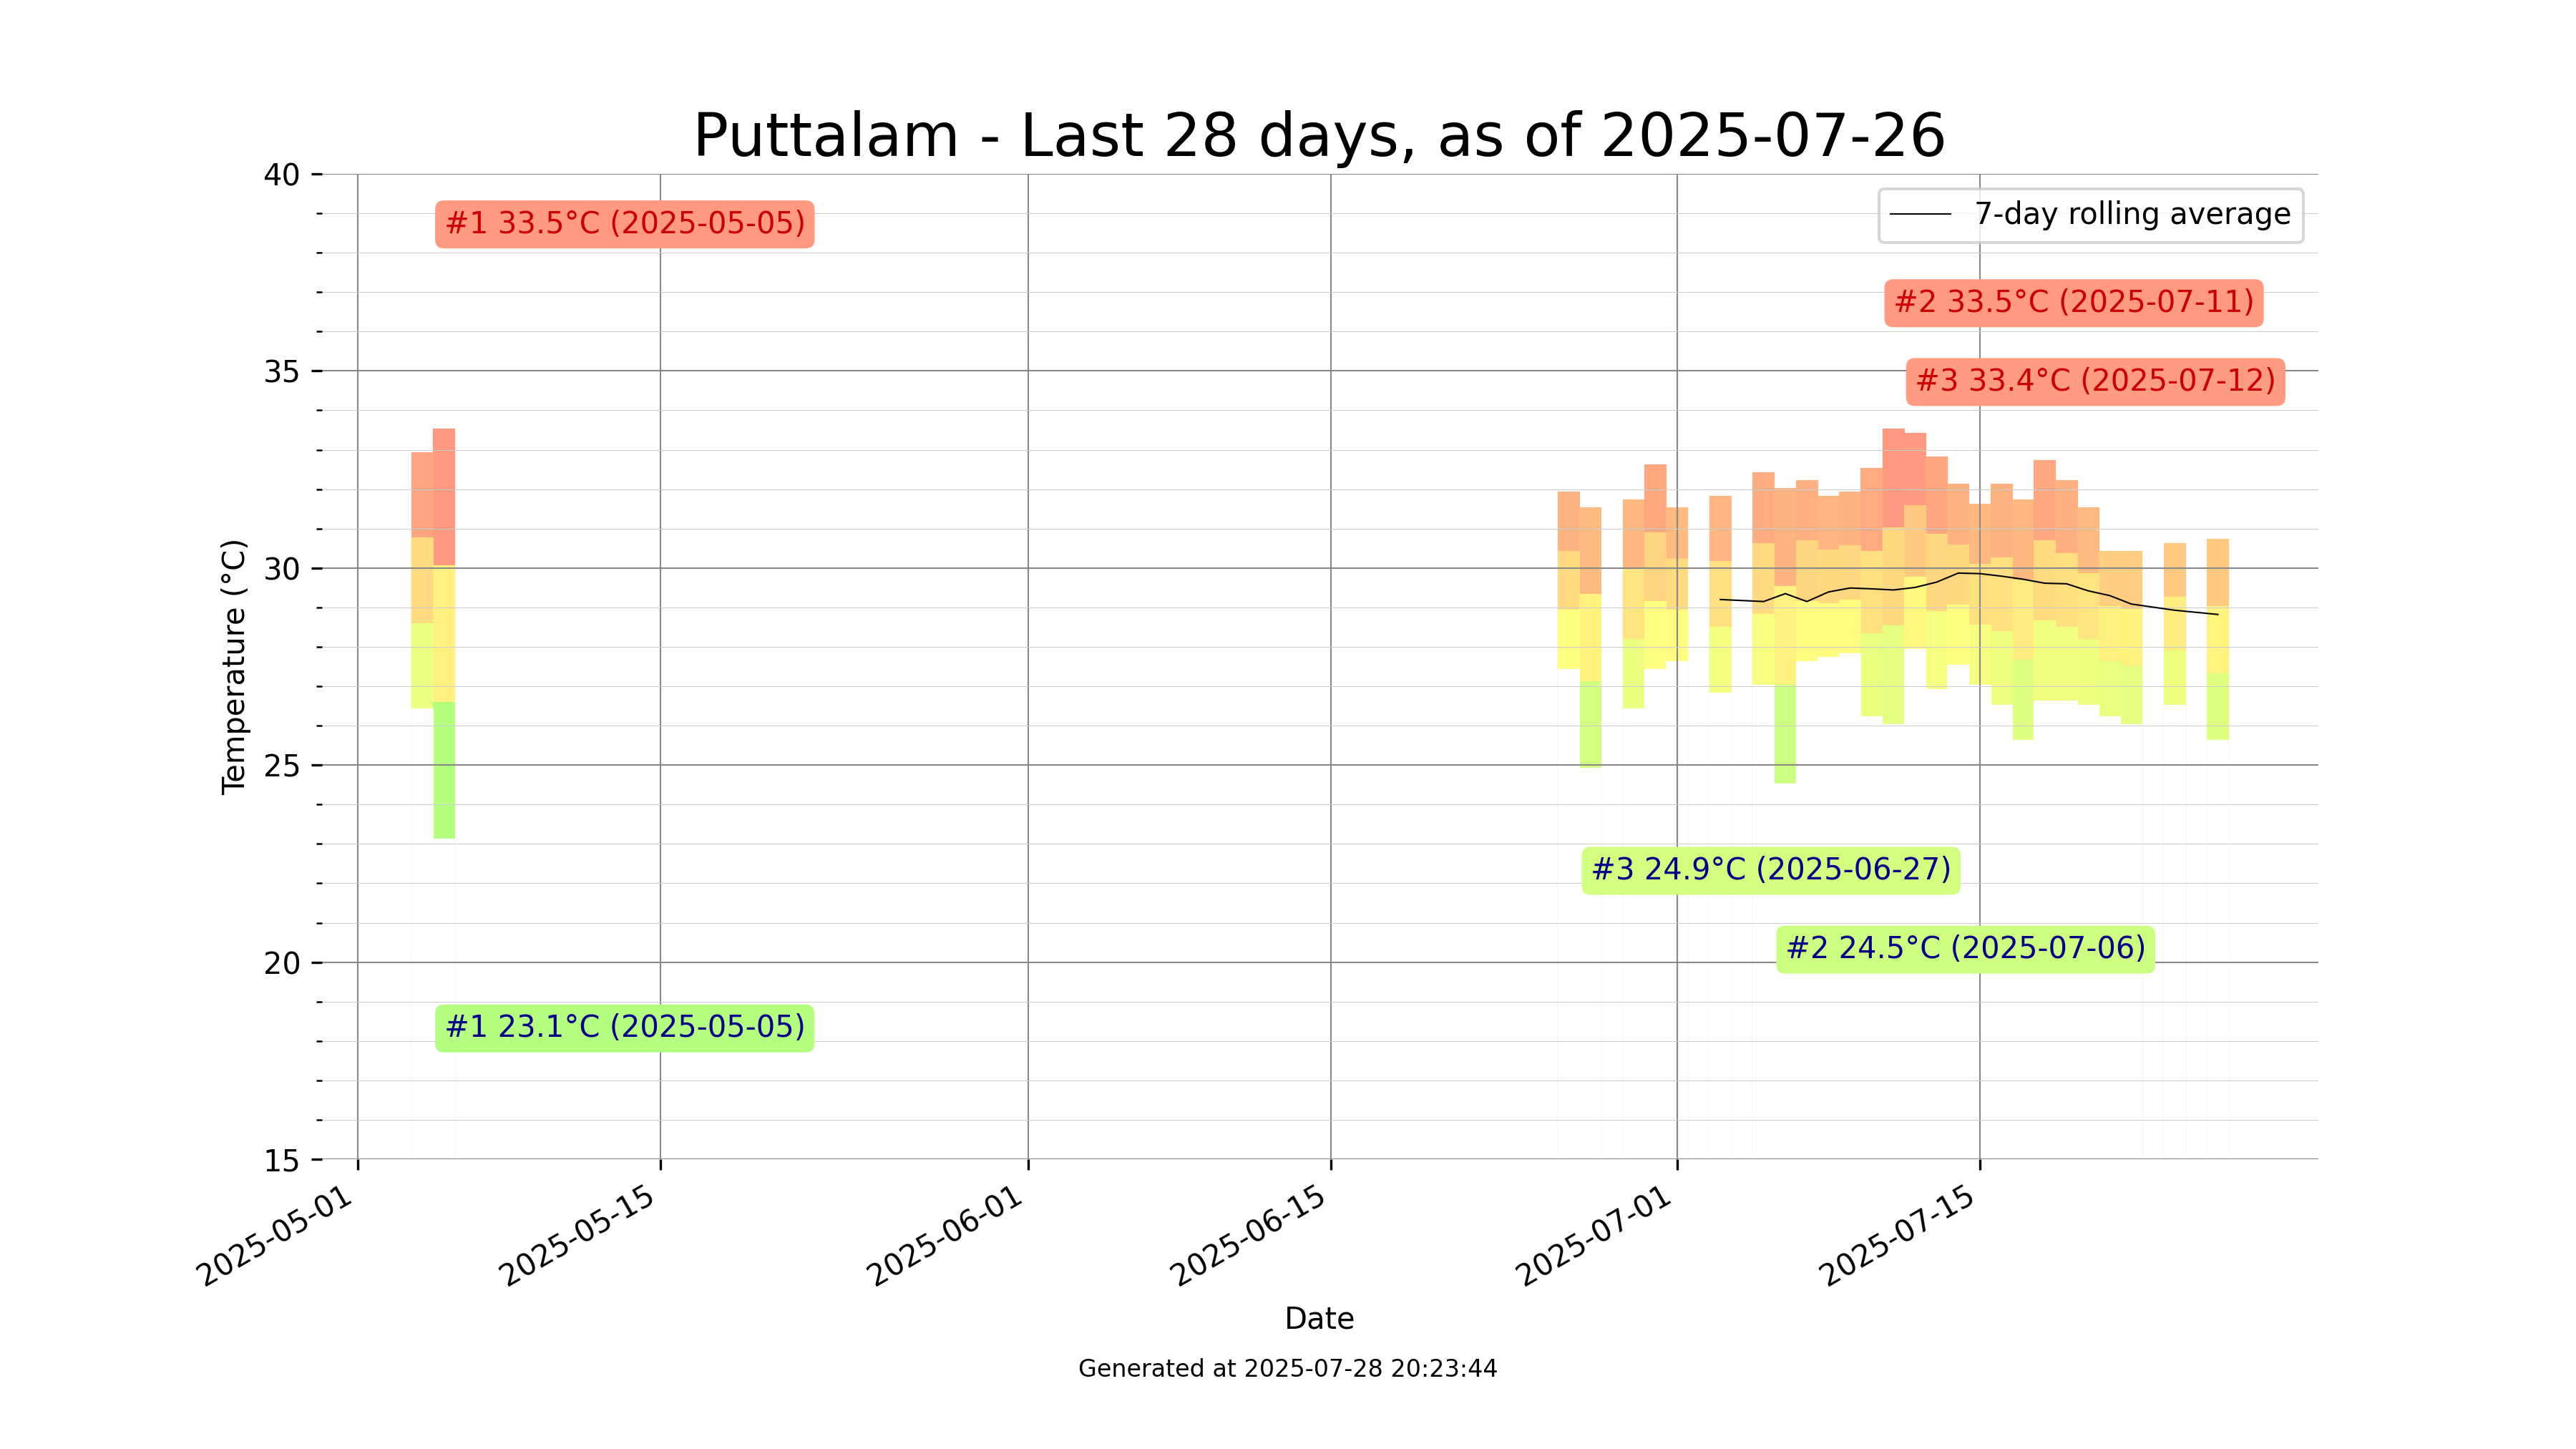 Puttalam - Last 28 days, as of 2025-07-26
40
35
30
25
20
15
Temperature (°C)
7-day rolling average
#1 33.5°C (2025-05-05)
#2 33.5°C (2025-07-11)
#3 33.4°C (2025-07-12)
#3 24.9°C (2025-06-27)
#2 24.5°C (2025-07-06)
#1 23.1°C (2025-05-05)
2025-05-01
2025-05-15
2025-06-01
2025-06-15
2025-07-01
2025-07-15
Date
Generated at 2025-07-28 20:23:44